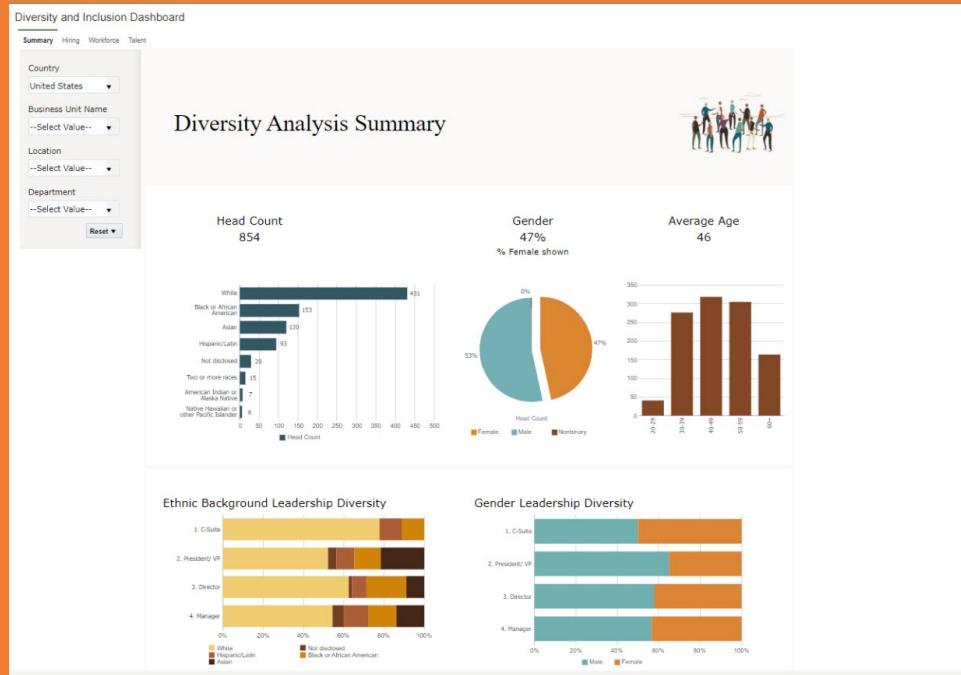 Diversity and Inclusion Dashboard
Summary Hiring Workforce Talent
Country
United States
Business Unit Name
--Select Value--
Location
--Select Value--
Department
--Select Value--
Reset
Diversity Analysis Summary
Head Count
854
Gender
47%
% Female shown
Average Age
46
White
431
Black or African
American
153
Asian
120
Hispanic/Latin
93
Not disclosed
29
Two or more races
15
American Indian or
Alaska Native
7
Native Hawaiian or
other Pacific Islander
6
0 50 100 150 200 250 300 350 400 450 500
Head Count
0%
53%
47%
Head Count
Female Male Nonbinary
350
300
250
200
150
100
50
0
20-29 30-39 40-49 50-59 60+
Ethnic Background Leadership Diversity
1. C-Suite
2. President/ VP
3. Director
4. Manager
0% 20% 40% 60% 80% 100%
White Not disclosed
Hispanic/Latin Black or African American
Asian
Gender Leadership Diversity
1. C-Suite
2. President/ VP
3. Director
4. Manager
0% 20% 40% 60% 80% 100%
Male Female